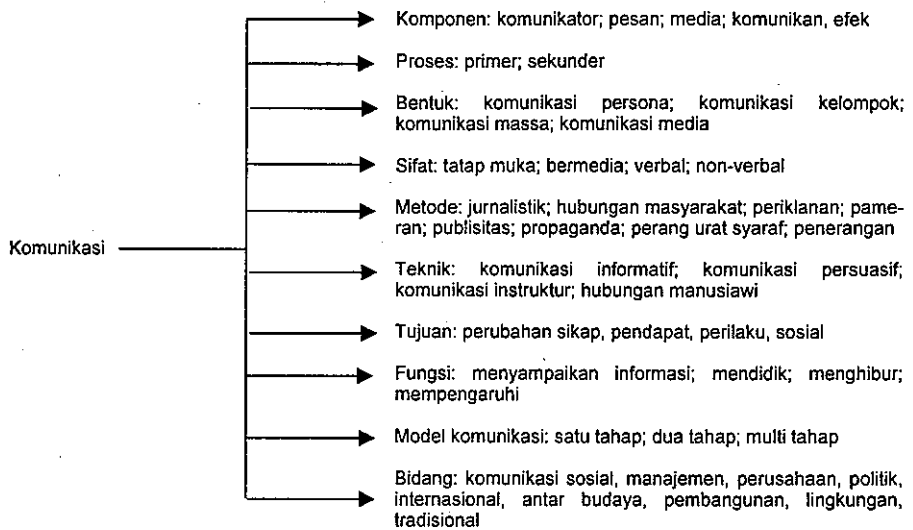 Komponen: komunikator; pesan; media; komunikan, efek
Proses: primer; sekunder
Bentuk: komunikasi persona; komunikasi kelompok;
komunikasi massa; komunikasi media
Sifat: tatap muka; bermedia; verbal; non-verbal
Metode: jurnalistik; hubungan masyarakat; periklanan; pame-
ran; publisitas; propaganda; perang urat syaraf; penerangan
Komunikasi
Teknik: komunikasi informatif; komunikasi persuasif;
komunikasi instruktur; hubungan manusiawi
Tujuan: perubahan sikap, pendapat, perilaku, sosial
Fungsi: menyampaikan informasi; mendidik; menghibur;
mempengaruhi
Model komunikasi: satu tahap; dua tahap; multi tahap
Bidang: komunikasi sosial, manajemen, perusahaan, politik,
internasional, antar budaya, pembangunan, lingkungan,
tradisional